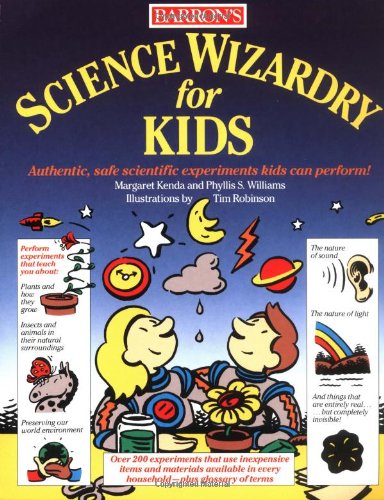 BARRON'S
SCIENCE WIZARDRY
for
KIDS
Authentic, safe scientific experiments kids can perform!
Margaret Kenda and Phyllis S. Williams
Illustrations by Tim Robinson
Perform
experiments
that teach
you about:
Plants and
how they
grow
Insects and
animals in
their natural
surroundings
Preserving our
world environment
The nature of
sound
The nature of light
And things that
are entirely real...
but completely
invisible!
Over 200 experiments that use inexpensive
items and materials available in every
household—plus glossary of terms